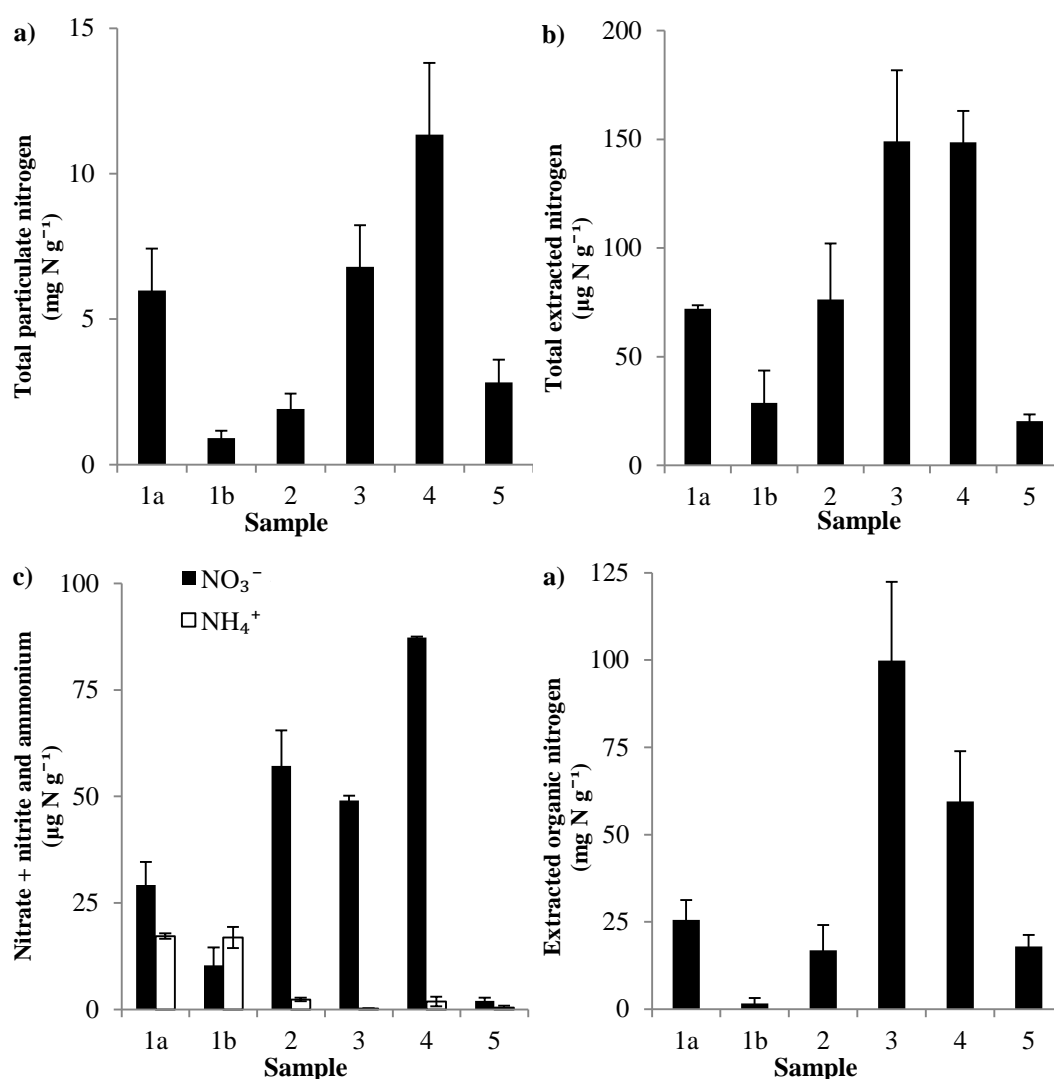 a)
Total particulate nitrogen
(mg N g⁻¹)
15
10
5
0
1a 1b 2 3 4 5
Sample
b)
Total extracted nitrogen
(µg N g⁻¹)
200
150
100
50
0
1a 1b 2 3 4 5
Sample
c)
NO₃⁻
NH₄⁺
Nitrate + nitrite and ammonium
(µg N g⁻¹)
100
75
50
25
0
1a 1b 2 3 4 5
Sample
a)
Extracted organic nitrogen
(mg N g⁻¹)
125
100
75
50
25
0
1a 1b 2 3 4 5
Sample